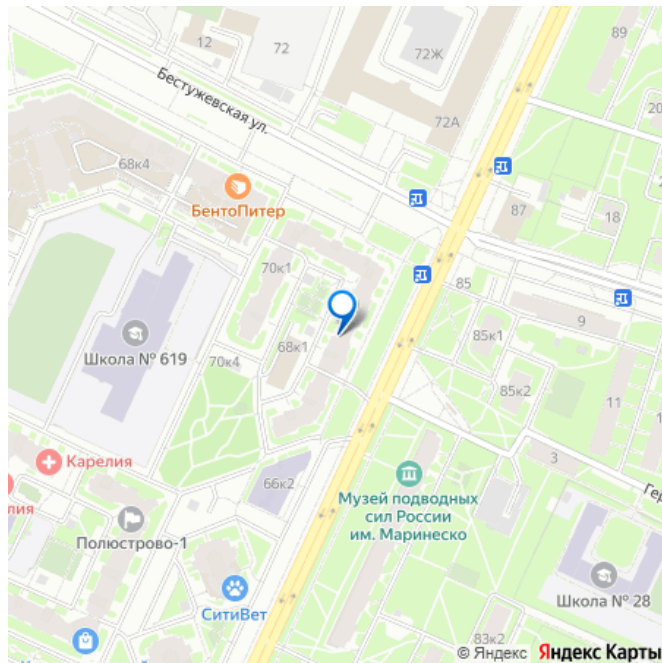 89
12
72
72Ж
Бестужевская ул.
72А
20
68к4
БентоПитер
87
18
70к1
85
9
85к1
Школа № 619
70к4
68к1
85к2
11
Карелия
3
66к2
Музей подводных
сил России
им. Маринеско
лия
Полюстрово-1
Гер
СитиВет
Школа № 28
83к2
© Яндекс Яндекс Карты